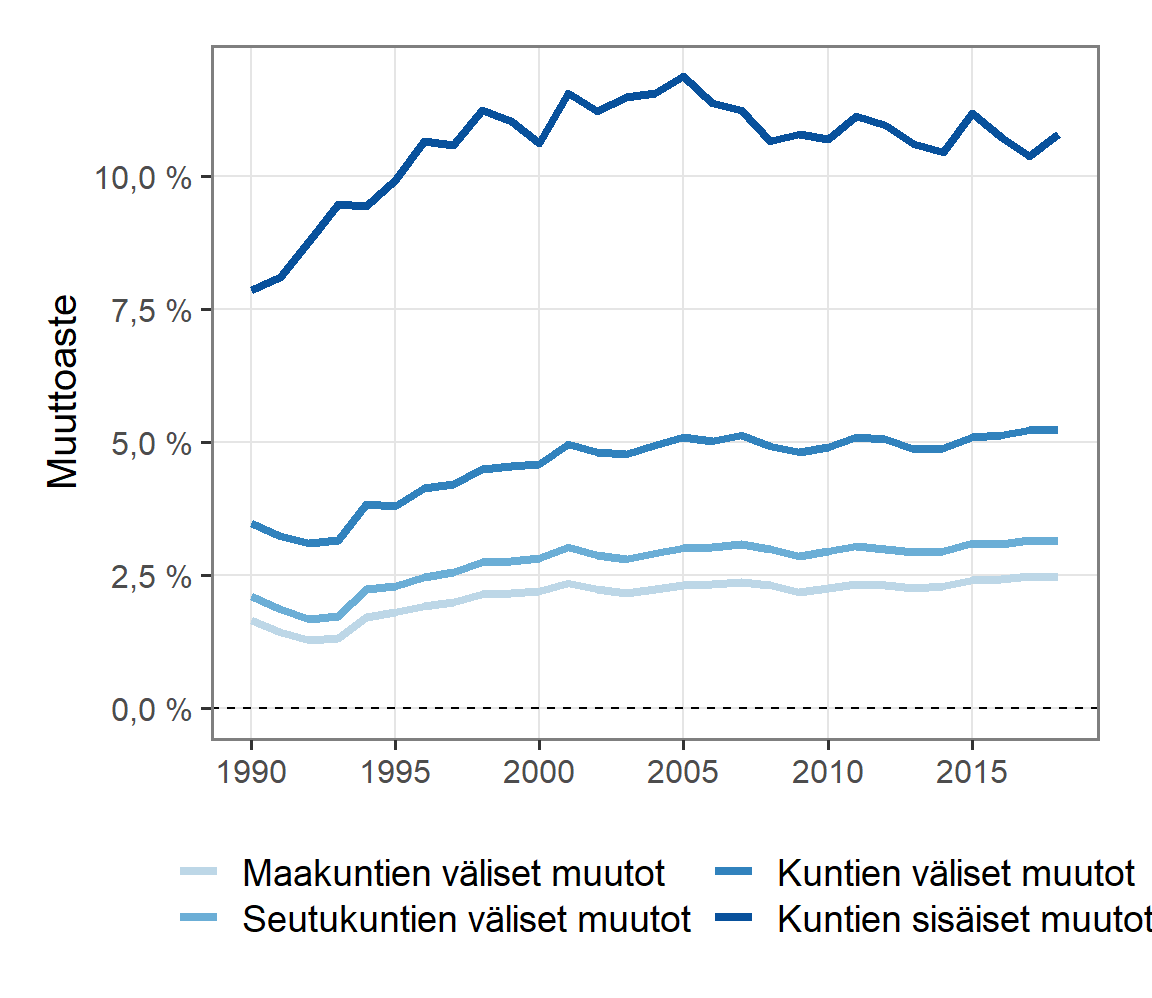 Muuttoaste
10,0 %
7,5 %
5,0 %
2,5 %
0,0 %
1990 1995 2000 2005 2010 2015
Maakuntien väliset muutot
Kuntien väliset muutot
Seutukuntien väliset muutot
Kuntien sisäiset muutot